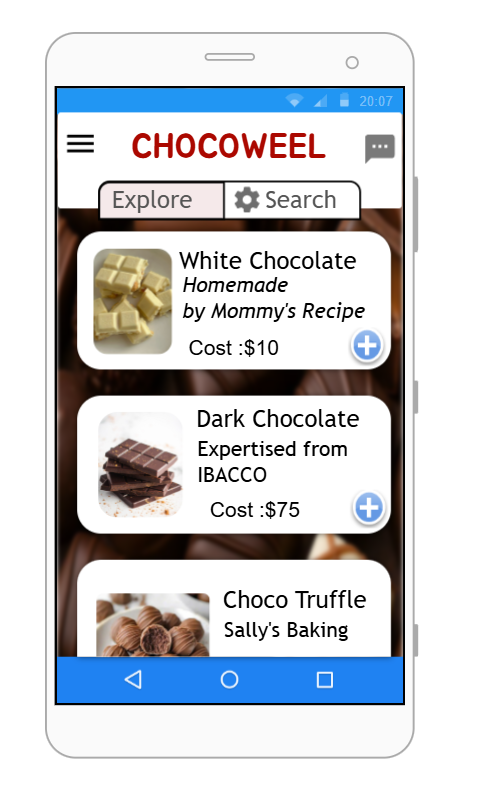 20:07
CHOCOWEEL
Explore
Search
White Chocolate
Homemade
by Mommy's Recipe
Cost :$10
Dark Chocolate
Expertised from
IBACCO
Cost :$75
Choco Truffle
Sally's Baking